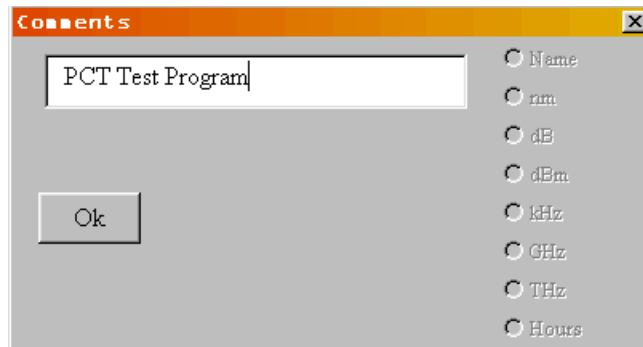 Comments
PCT Test Program
Name
nm
dB
dBm
Ok
kHz
GHz
THz
Hours